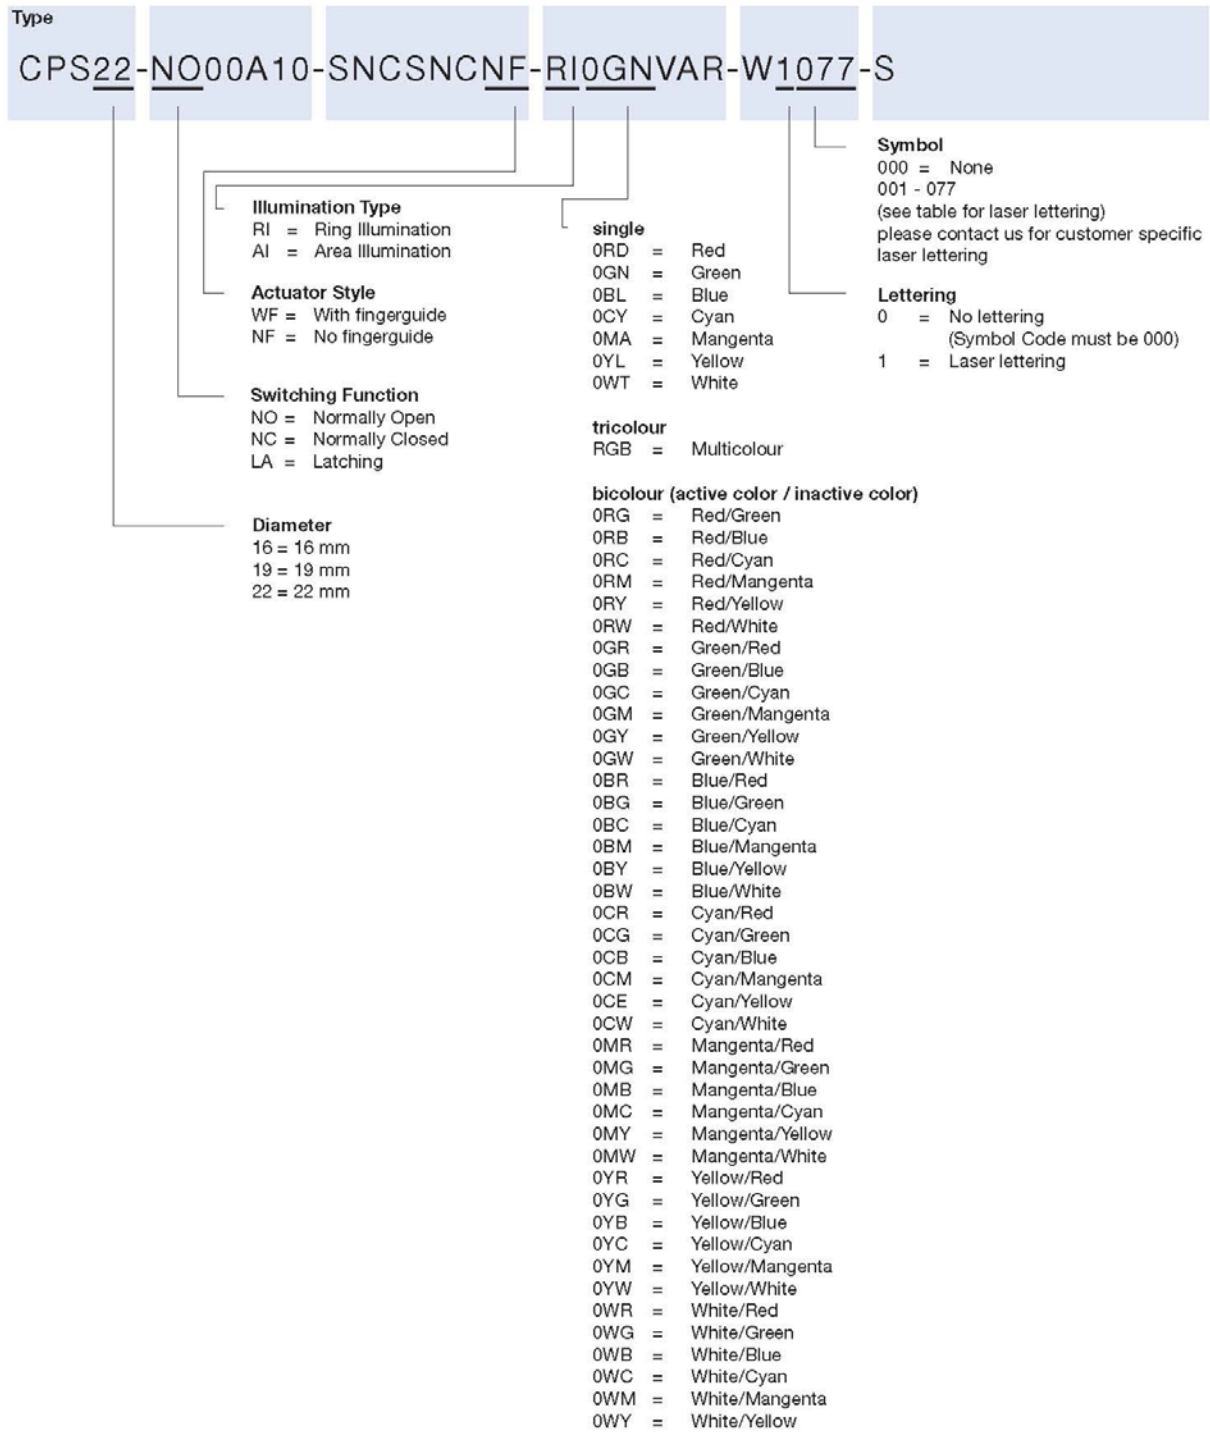 Type
CPS22-NO00A10-SNCSNCNF-RI0GNVAR-W1077-S
Symbol
000 = None
001 - 077
(see table for laser lettering)
please contact us for customer specific
laser lettering
Lettering
0 = No lettering
(Symbol Code must be 000)
1 = Laser lettering
Illumination Type
RI = Ring Illumination
AI = Area Illumination
Actuator Style
WF = With fingerguide
NF = No fingerguide
Switching Function
NO = Normally Open
NC = Normally Closed
LA = Latching
Diameter
16 = 16 mm
19 = 19 mm
22 = 22 mm
single
0RD = Red
0GN = Green
0BL = Blue
0CY = Cyan
0MA = Mangenta
0YL = Yellow
0WT = White
tricolour
RGB = Multicolour
bicolour (active color / inactive color)
0RG = Red/Green
0RB = Red/Blue
0RC = Red/Cyan
0RM = Red/Mangenta
0RY = Red/Yellow
0RW = Red/White
0GR = Green/Red
0GB = Green/Blue
0GC = Green/Cyan
0GM = Green/Mangenta
0GY = Green/Yellow
0GW = Green/White
0BR = Blue/Red
0BG = Blue/Green
0BC = Blue/Cyan
0BM = Blue/Mangenta
0BY = Blue/Yellow
0BW = Blue/White
0CR = Cyan/Red
0CG = Cyan/Green
0CB = Cyan/Blue
0CM = Cyan/Mangenta
0CE = Cyan/Yellow
0CW = Cyan/White
0MR = Mangenta/Red
0MG = Mangenta/Green
0MB = Mangenta/Blue
0MC = Mangenta/Cyan
0MY = Mangenta/Yellow
0MW = Mangenta/White
0YR = Yellow/Red
0YG = Yellow/Green
0YB = Yellow/Blue
0YC = Yellow/Cyan
0YM = Yellow/Mangenta
0YW = Yellow/White
0WR = White/Red
0WG = White/Green
0WB = White/Blue
0WC = White/Cyan
0WM = White/Mangenta
0WY = White/Yellow